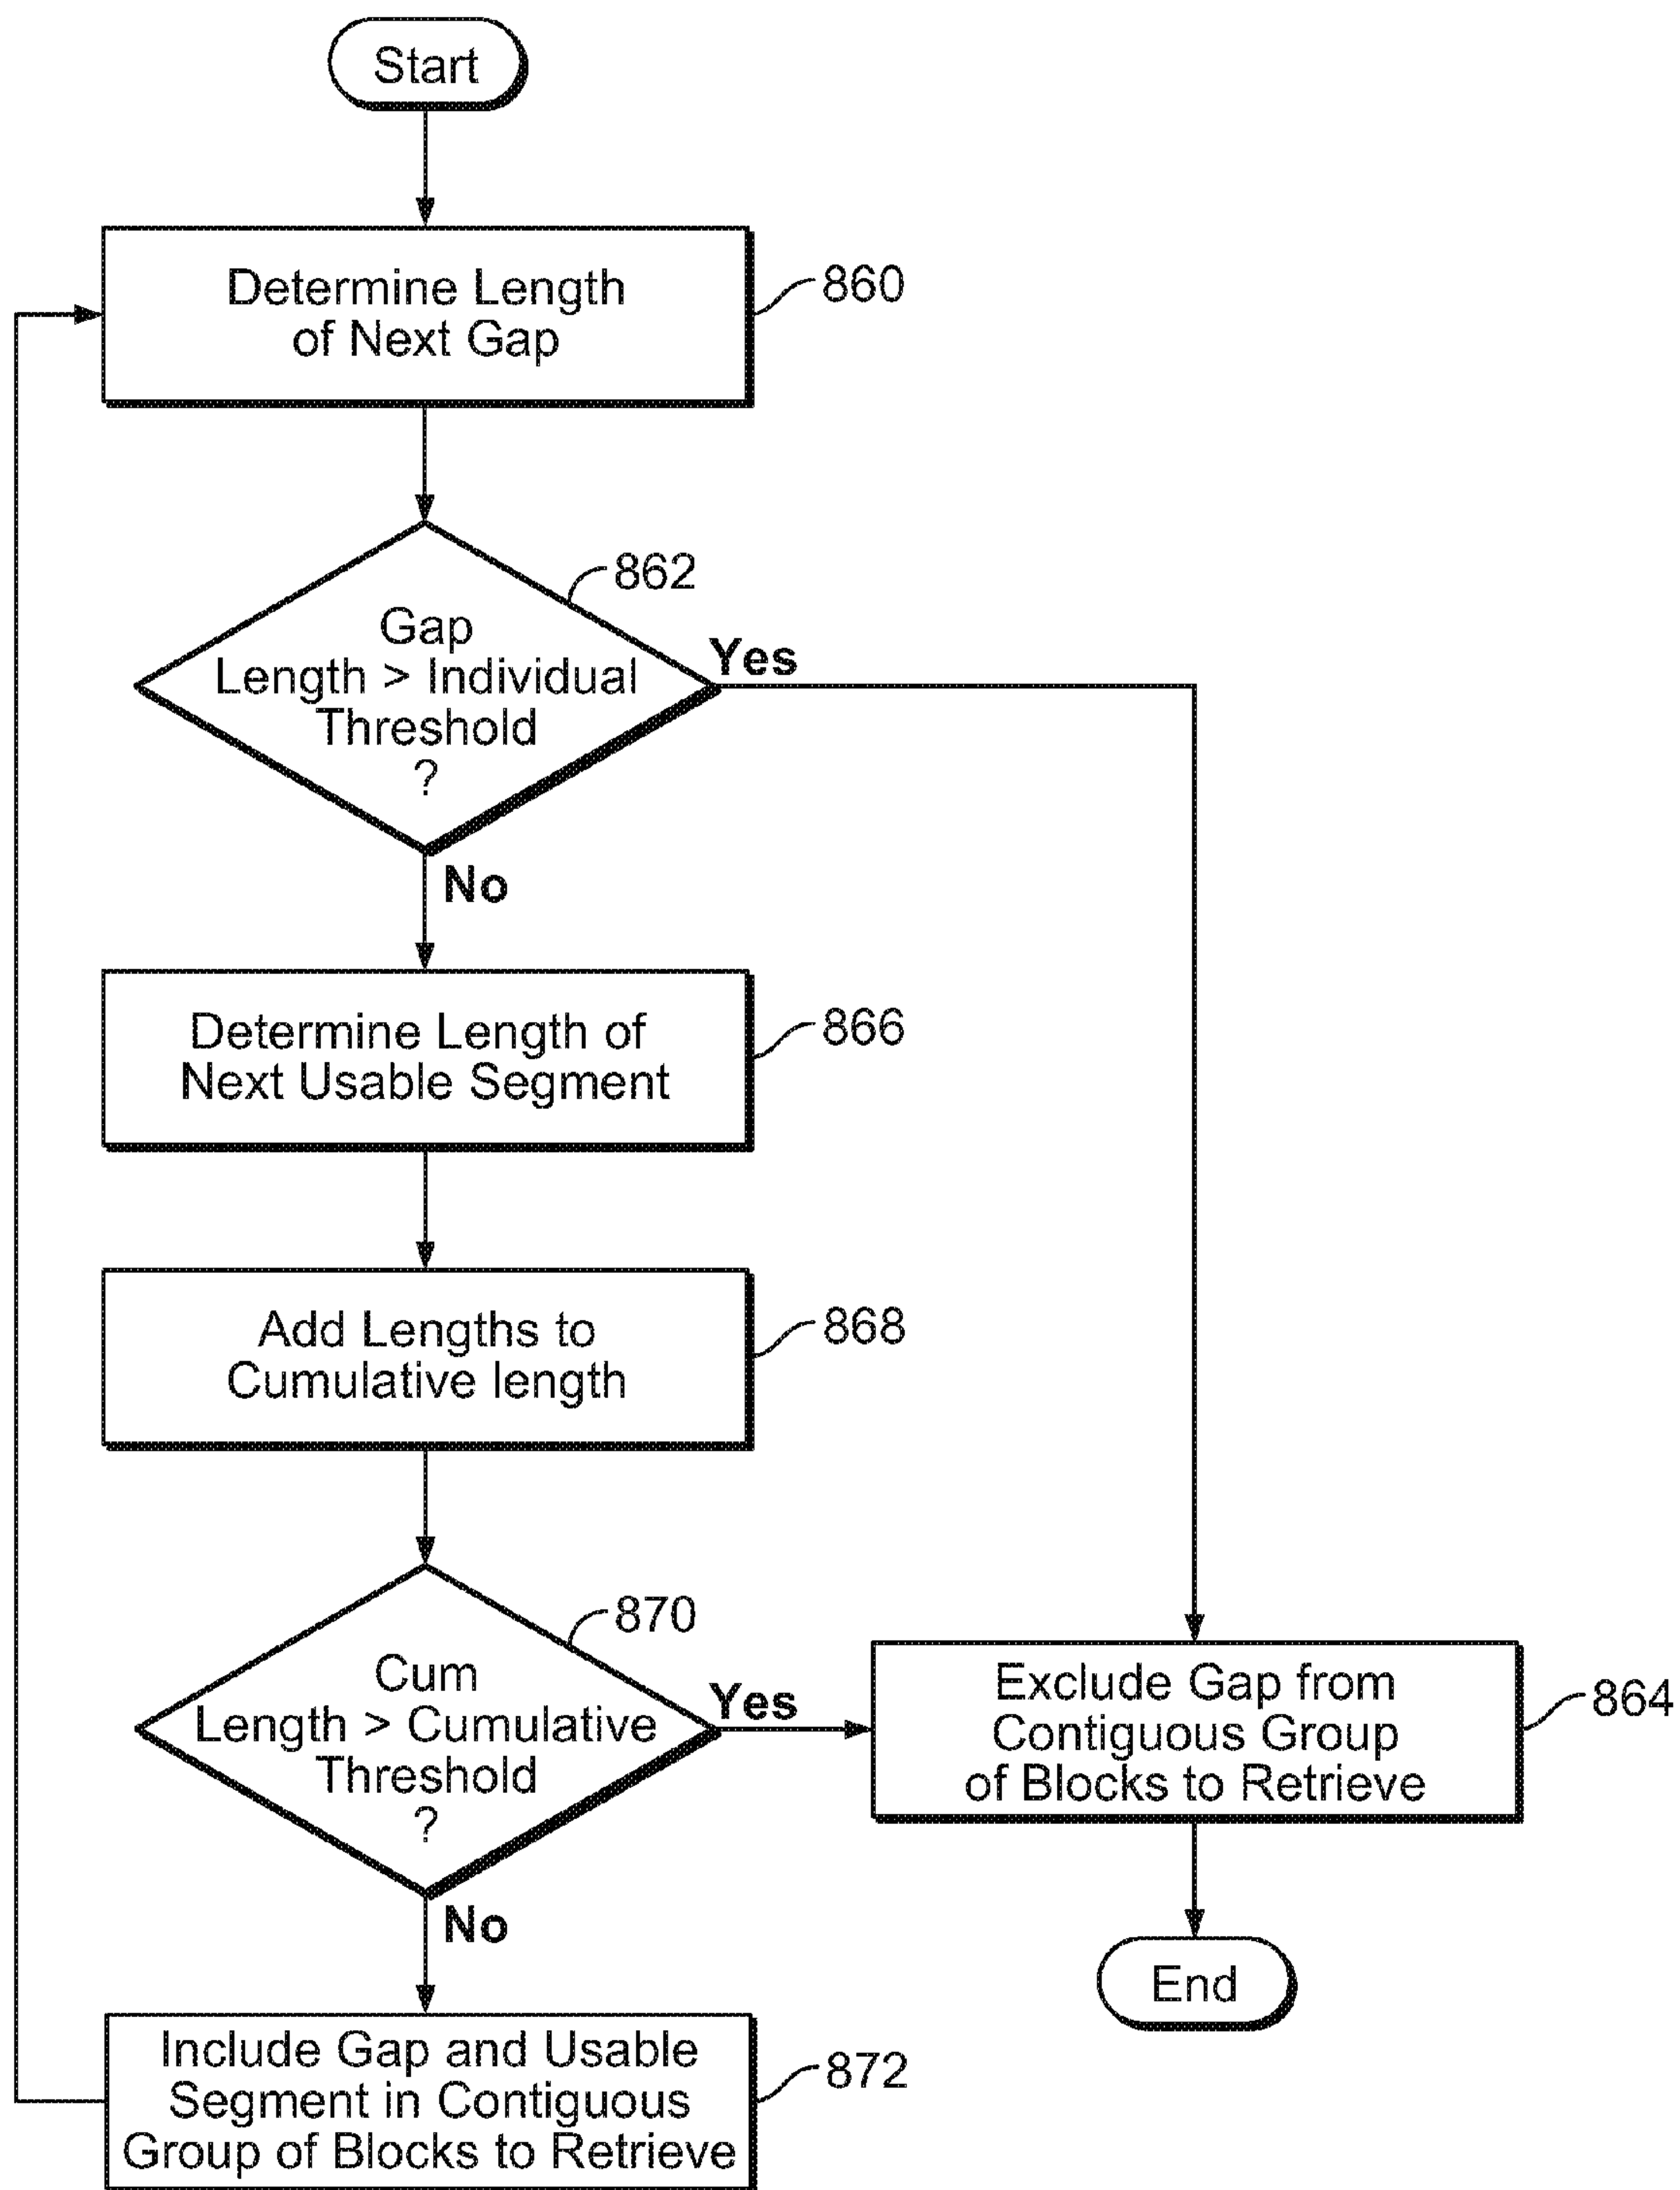 Start
Determine Length
of Next Gap
860
862
Gap
Length > Individual
Threshold
?
Yes
No
Determine Length of
Next Usable Segment
866
Add Lengths to
Cumulative length
868
870
Cum
Length > Cumulative
Threshold
?
Yes
No
Exclude Gap from
Contiguous Group
of Blocks to Retrieve
864
End
Include Gap and Usable
Segment in Contiguous
Group of Blocks to Retrieve
872